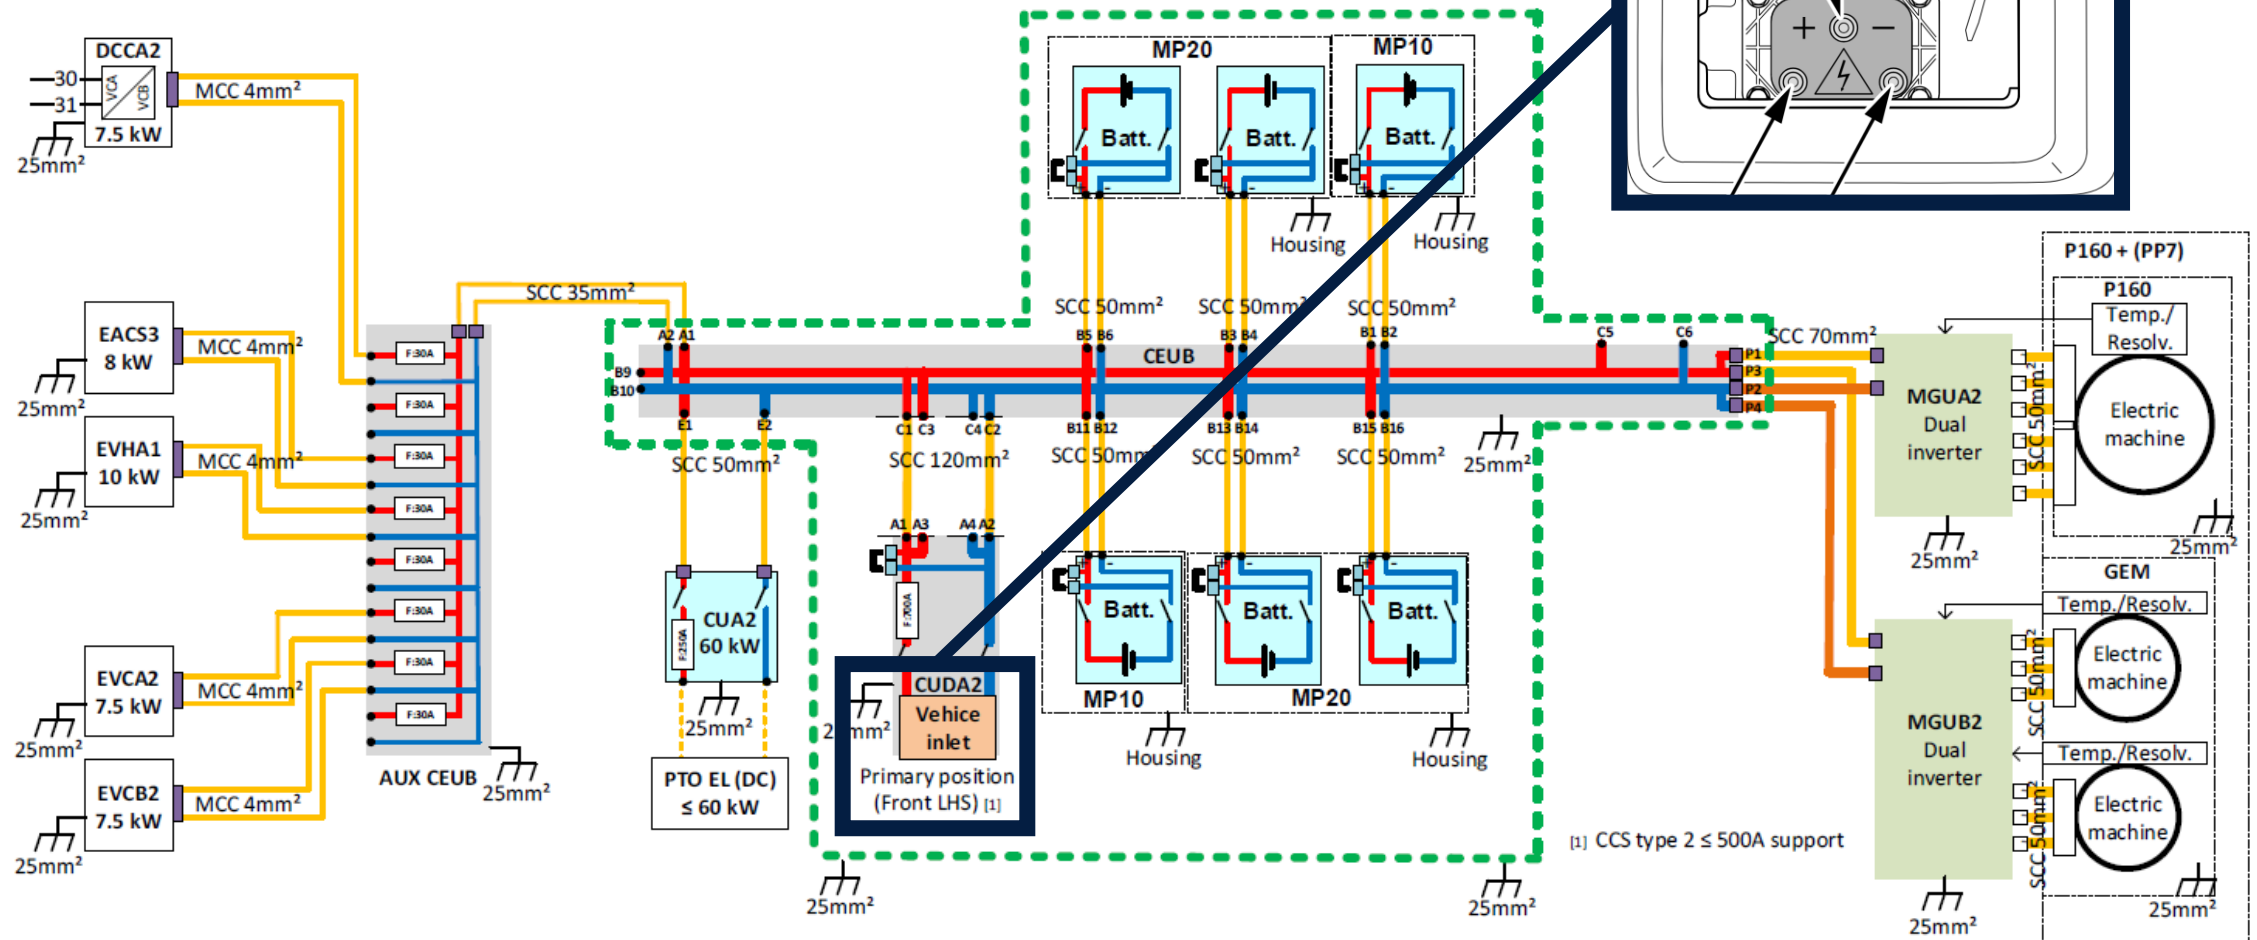 DCCA2
30
31
VCA
VCB
7.5 kW
25mm²
MCC 4mm²
EACS3
8 kW
25mm²
MCC 4mm²
EVHA1
10 kW
25mm²
MCC 4mm²
EVCA2
7.5 kW
25mm²
MCC 4mm²
EVCB2
7.5 kW
25mm²
MCC 4mm²
F:30A
F:30A
F:30A
F:30A
F:30A
F:30A
F:30A
F:30A
AUX CEUB
25mm²
SCC 35mm²
MP20
MP10
Batt.
Batt.
Batt.
+ -
+ -
+ -
Housing
Housing
SCC 50mm²
SCC 50mm²
SCC 50mm²
A2 A1
B5 B6
B3 B4
B1 B2
C5
C6
CEUB
B9
B10
P1
P3
P2
P4
E1
E2
C1 C3
C4 C2
B11 B12
B13 B14
B15 B16
25mm²
SCC 50mm²
SCC 120mm²
SCC 50mm²
SCC 50mm²
SCC 50mm²
A1 A3
A4 A2
F:250A
CUA2
60 kW
25mm²
PTO EL (DC)
≤ 60 kW
F:700A
CUDA2
Vehice
inlet
Primary position
(Front LHS) [1]
+ -
+ -
+ -
Batt.
Batt.
Batt.
MP10
MP20
Housing
Housing
25mm²
25mm²
[1] CCS type 2 ≤ 500A support
+ −
SCC 70mm²
MGUA2
Dual
inverter
25mm²
SCC 50mm²
P160 + (PP7)
P160
Temp./
Resolv.
Electric
machine
25mm²
MGUB2
Dual
inverter
25mm²
GEM
Temp./Resolv.
SCC 50mm²
Electric
machine
Temp./Resolv.
SCC 50mm²
Electric
machine
25mm²